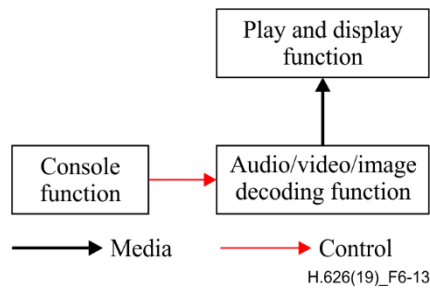 Play and display
function
Console
function
Audio/video/image
decoding function
Media
Control
H.626(19)_F6-13